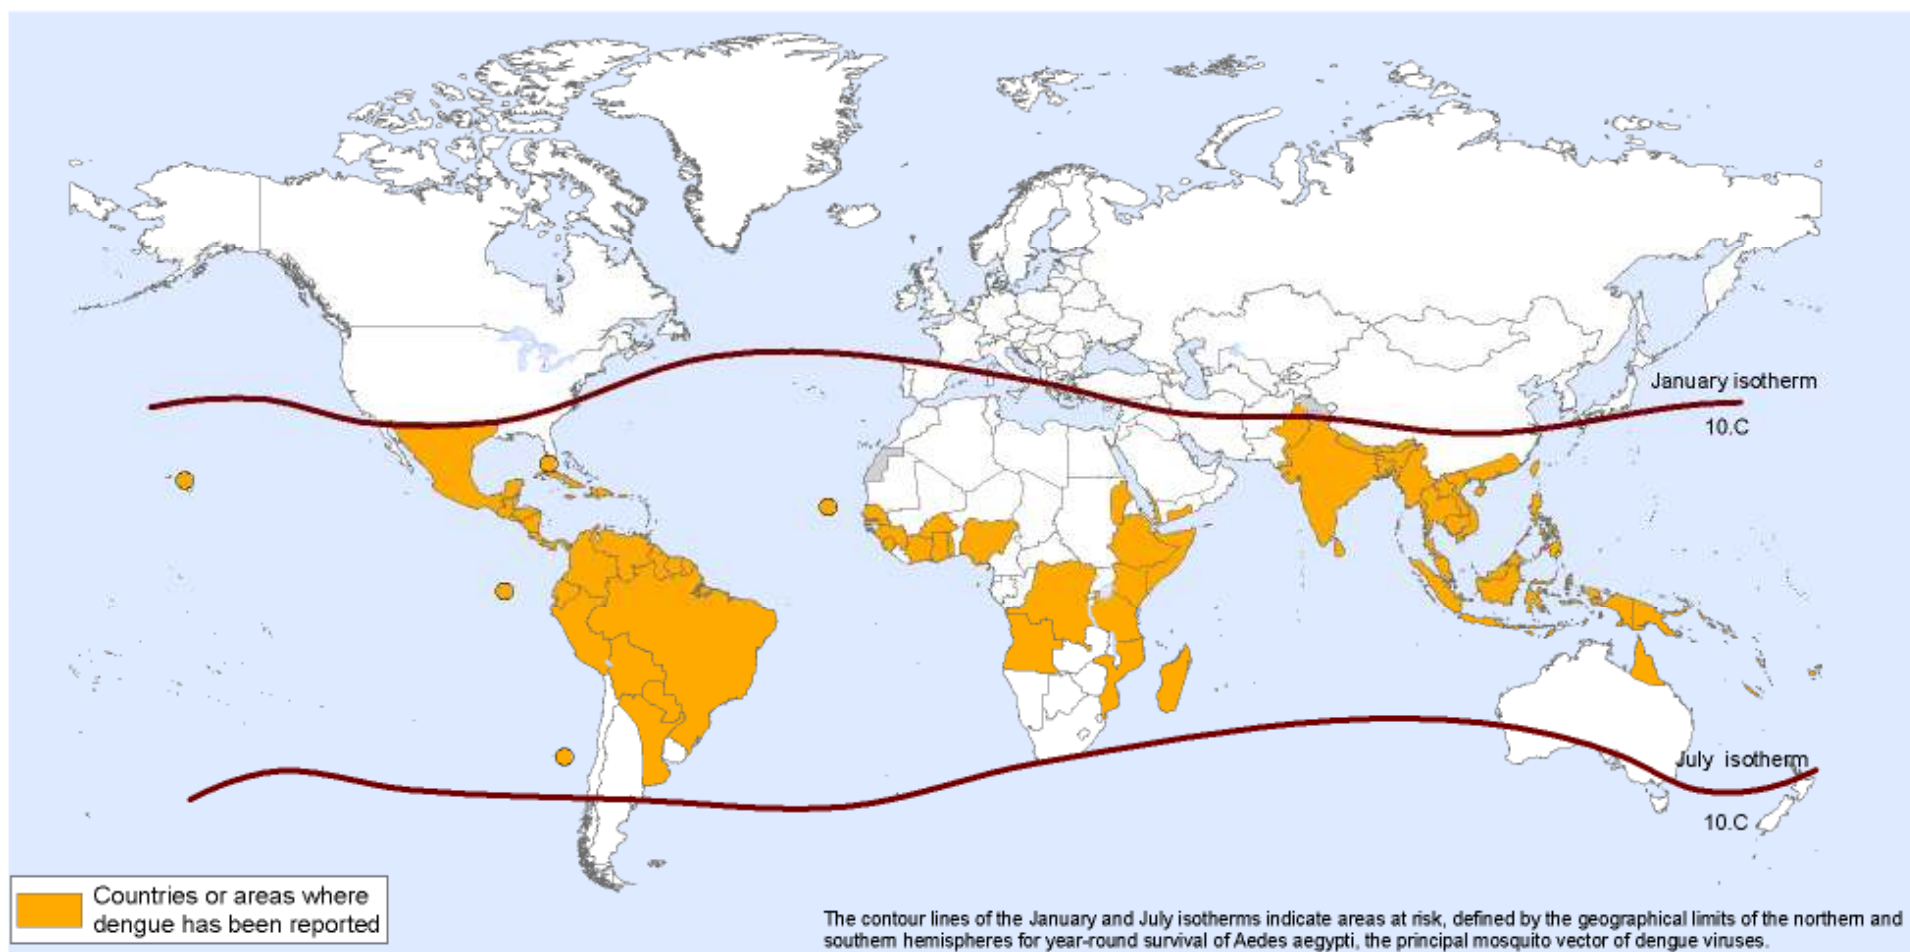 January isotherm
10.C
July isotherm
10.C
Countries or areas where
dengue has been reported
The contour lines of the January and July isotherms indicate areas at risk, defined by the geographical limits of the northern and
southern hemispheres for year-round survival of Aedes aegypti, the principal mosquito vector of dengue viruses.